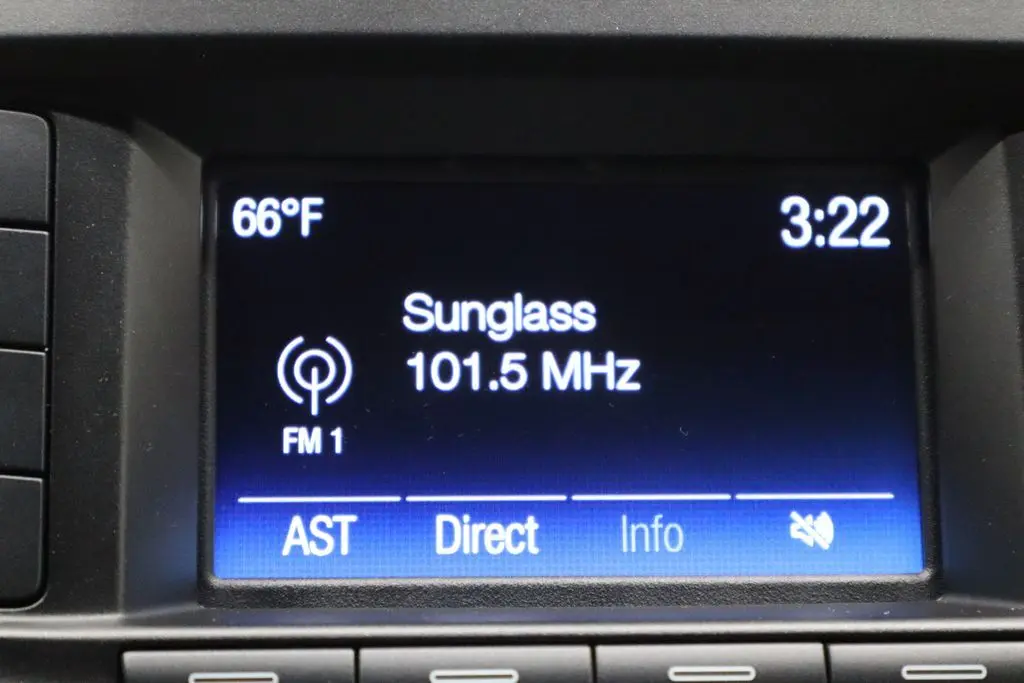 66°F
3:22
Sunglass
101.5 MHz
FM 1
AST
Direct
Info